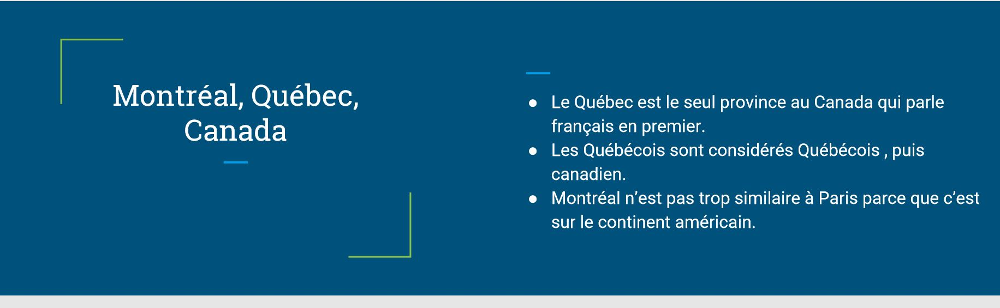 Montréal, Québec,
Canada
● Le Québec est le seul province au Canada qui parle
français en premier.
● Les Québécois sont considérés Québécois , puis
canadien.
● Montréal n’est pas trop similaire à Paris parce que c’est
sur le continent américain.